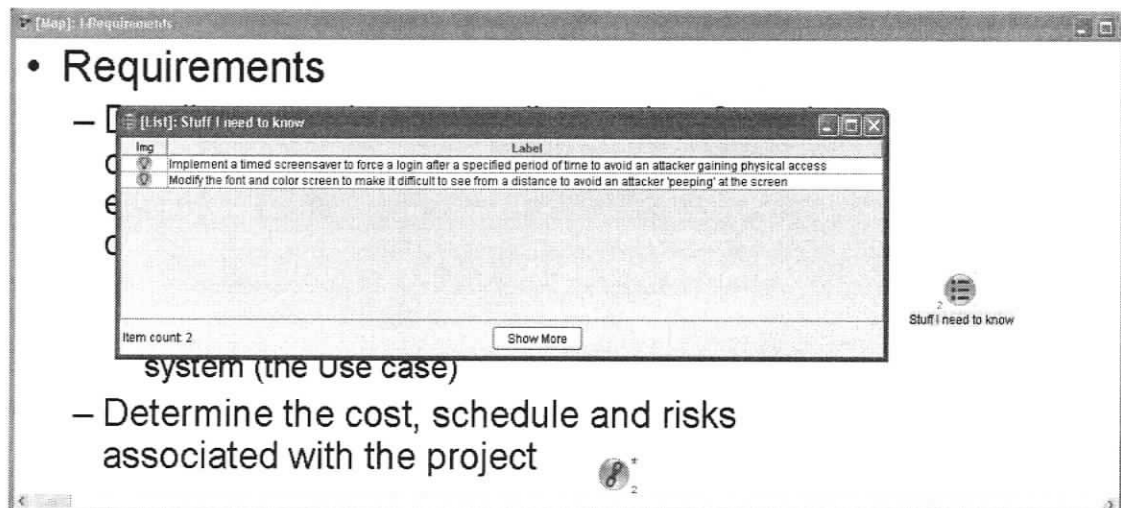 [Map]: I-Requirements
• Requirements
–
[List]: Stuff I need to know
Img Label
Implement a timed screensaver to force a login after a specified period of time to avoid an attacker gaining physical access
Modify the font and color screen to make it difficult to see from a distance to avoid an attacker 'peeping' at the screen
Item count: 2
Show More
2
Stuff I need to know
system (the Use case)
– Determine the cost, schedule and risks
associated with the project
*
2